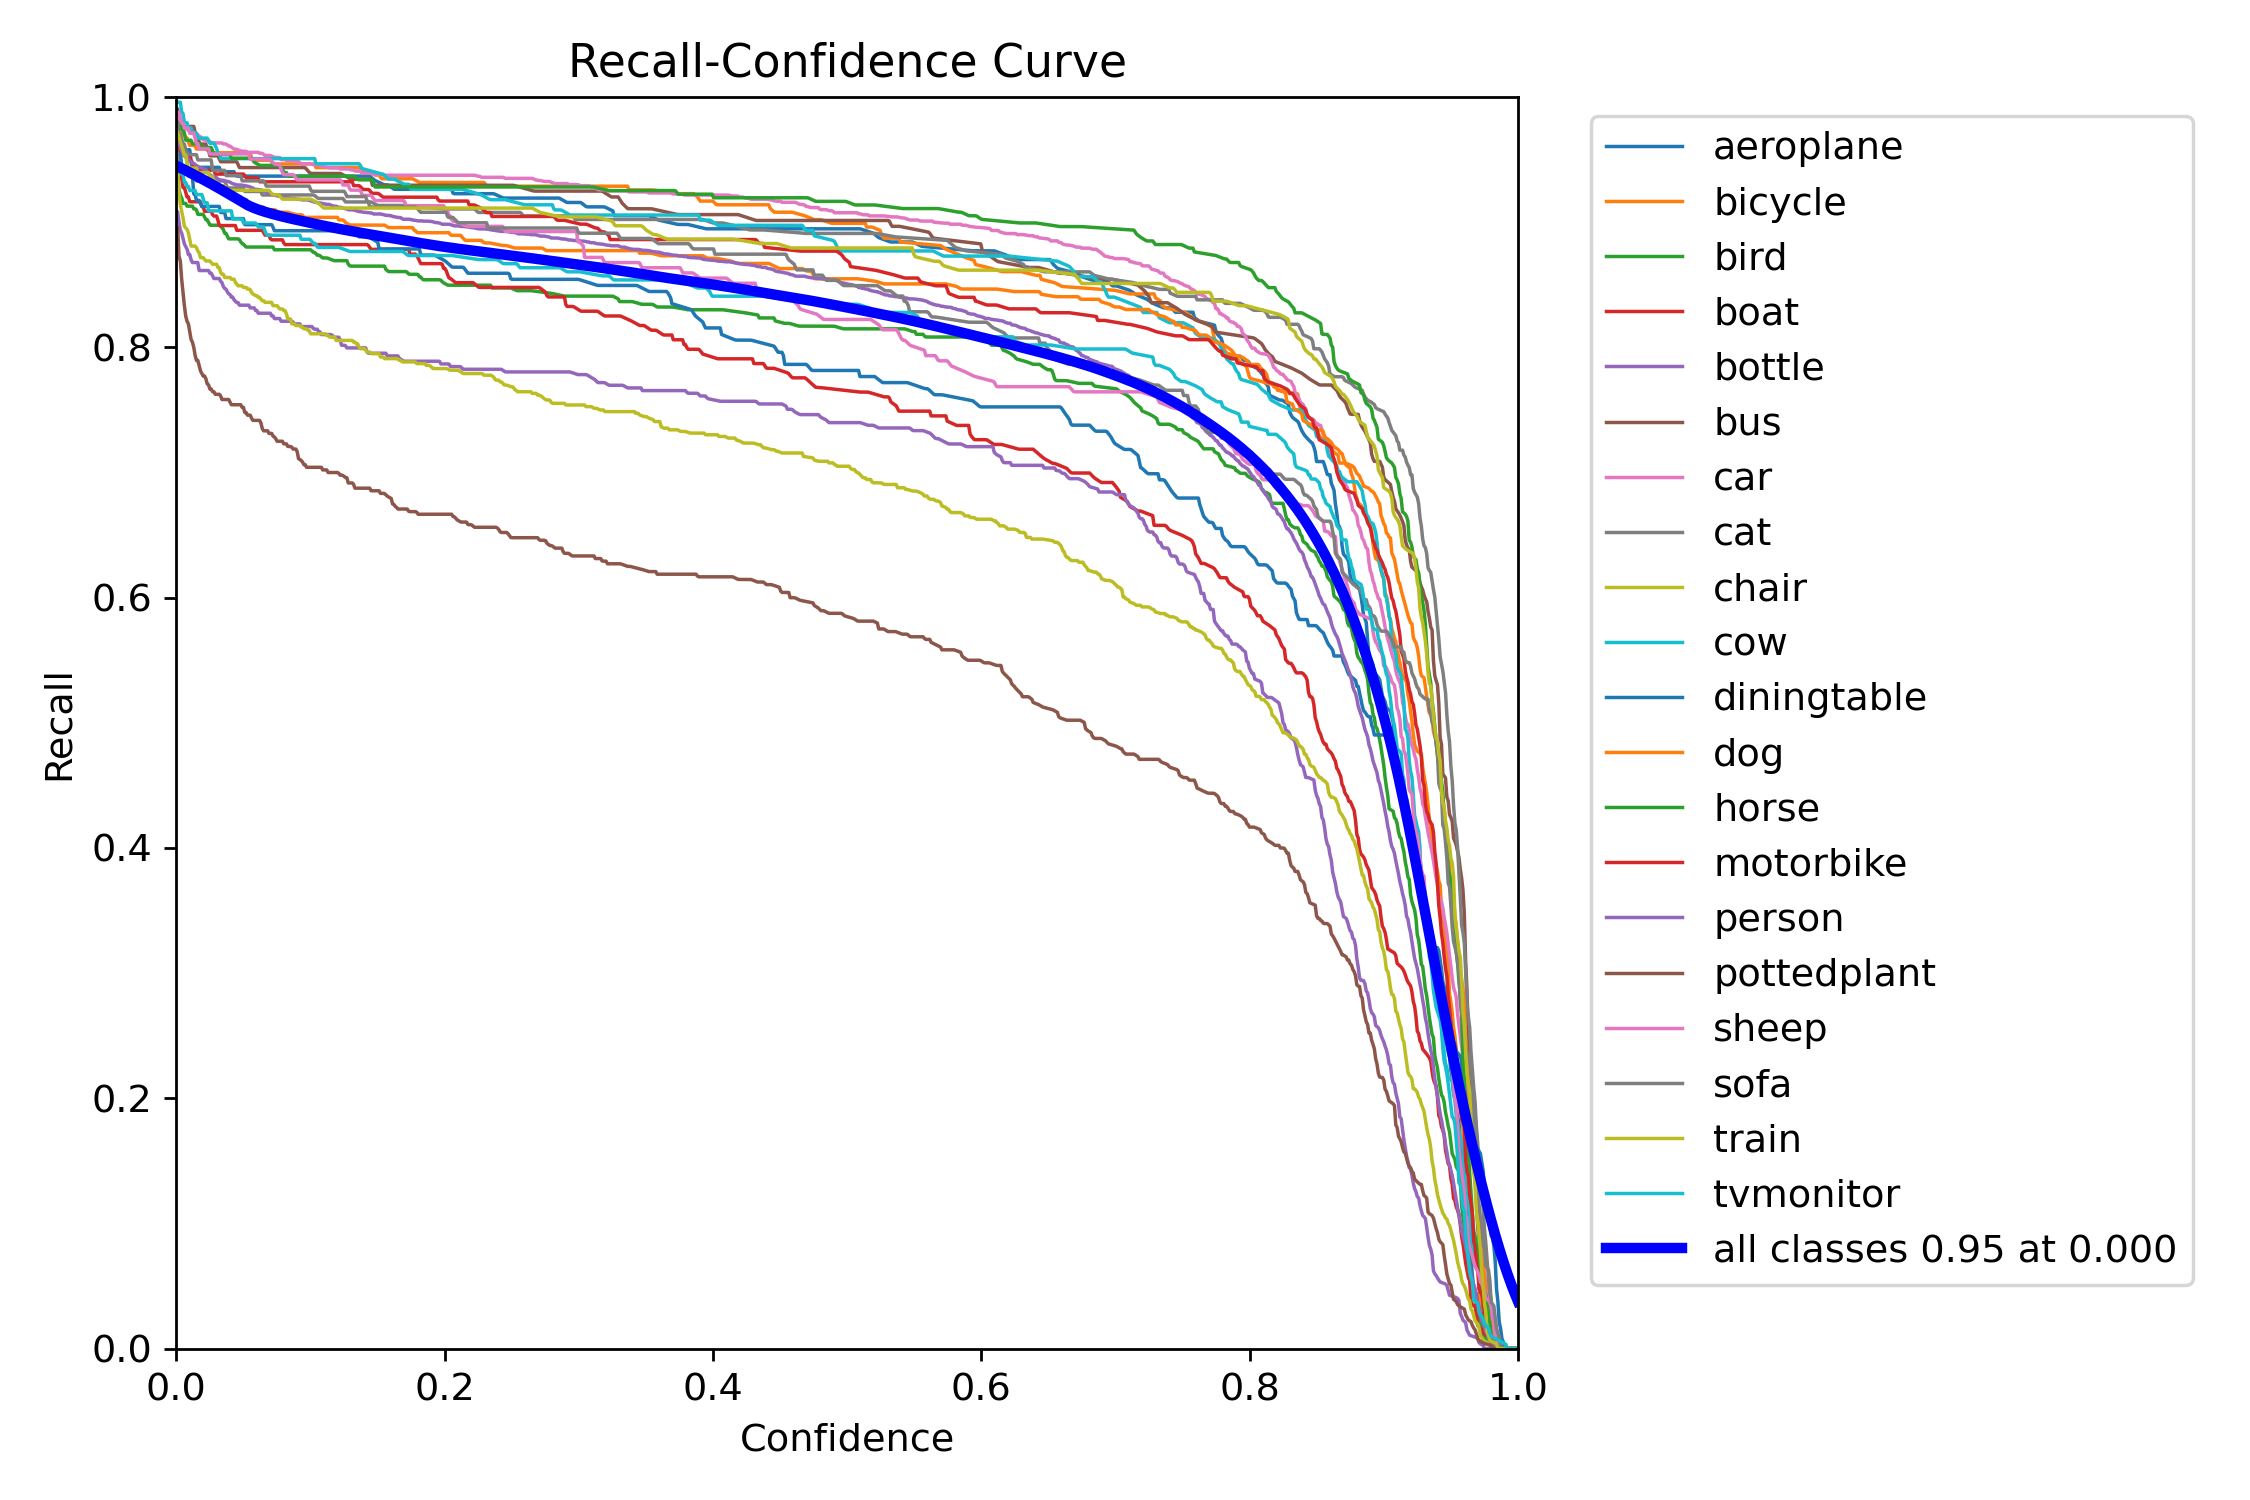 Recall-Confidence Curve
1.0
0.8
0.6
0.4
0.2
0.0
Recall
0.0 0.2 0.4 0.6 0.8 1.0
Confidence
aeroplane
bicycle
bird
boat
bottle
bus
car
cat
chair
cow
diningtable
dog
horse
motorbike
person
pottedplant
sheep
sofa
train
tvmonitor
all classes 0.95 at 0.000